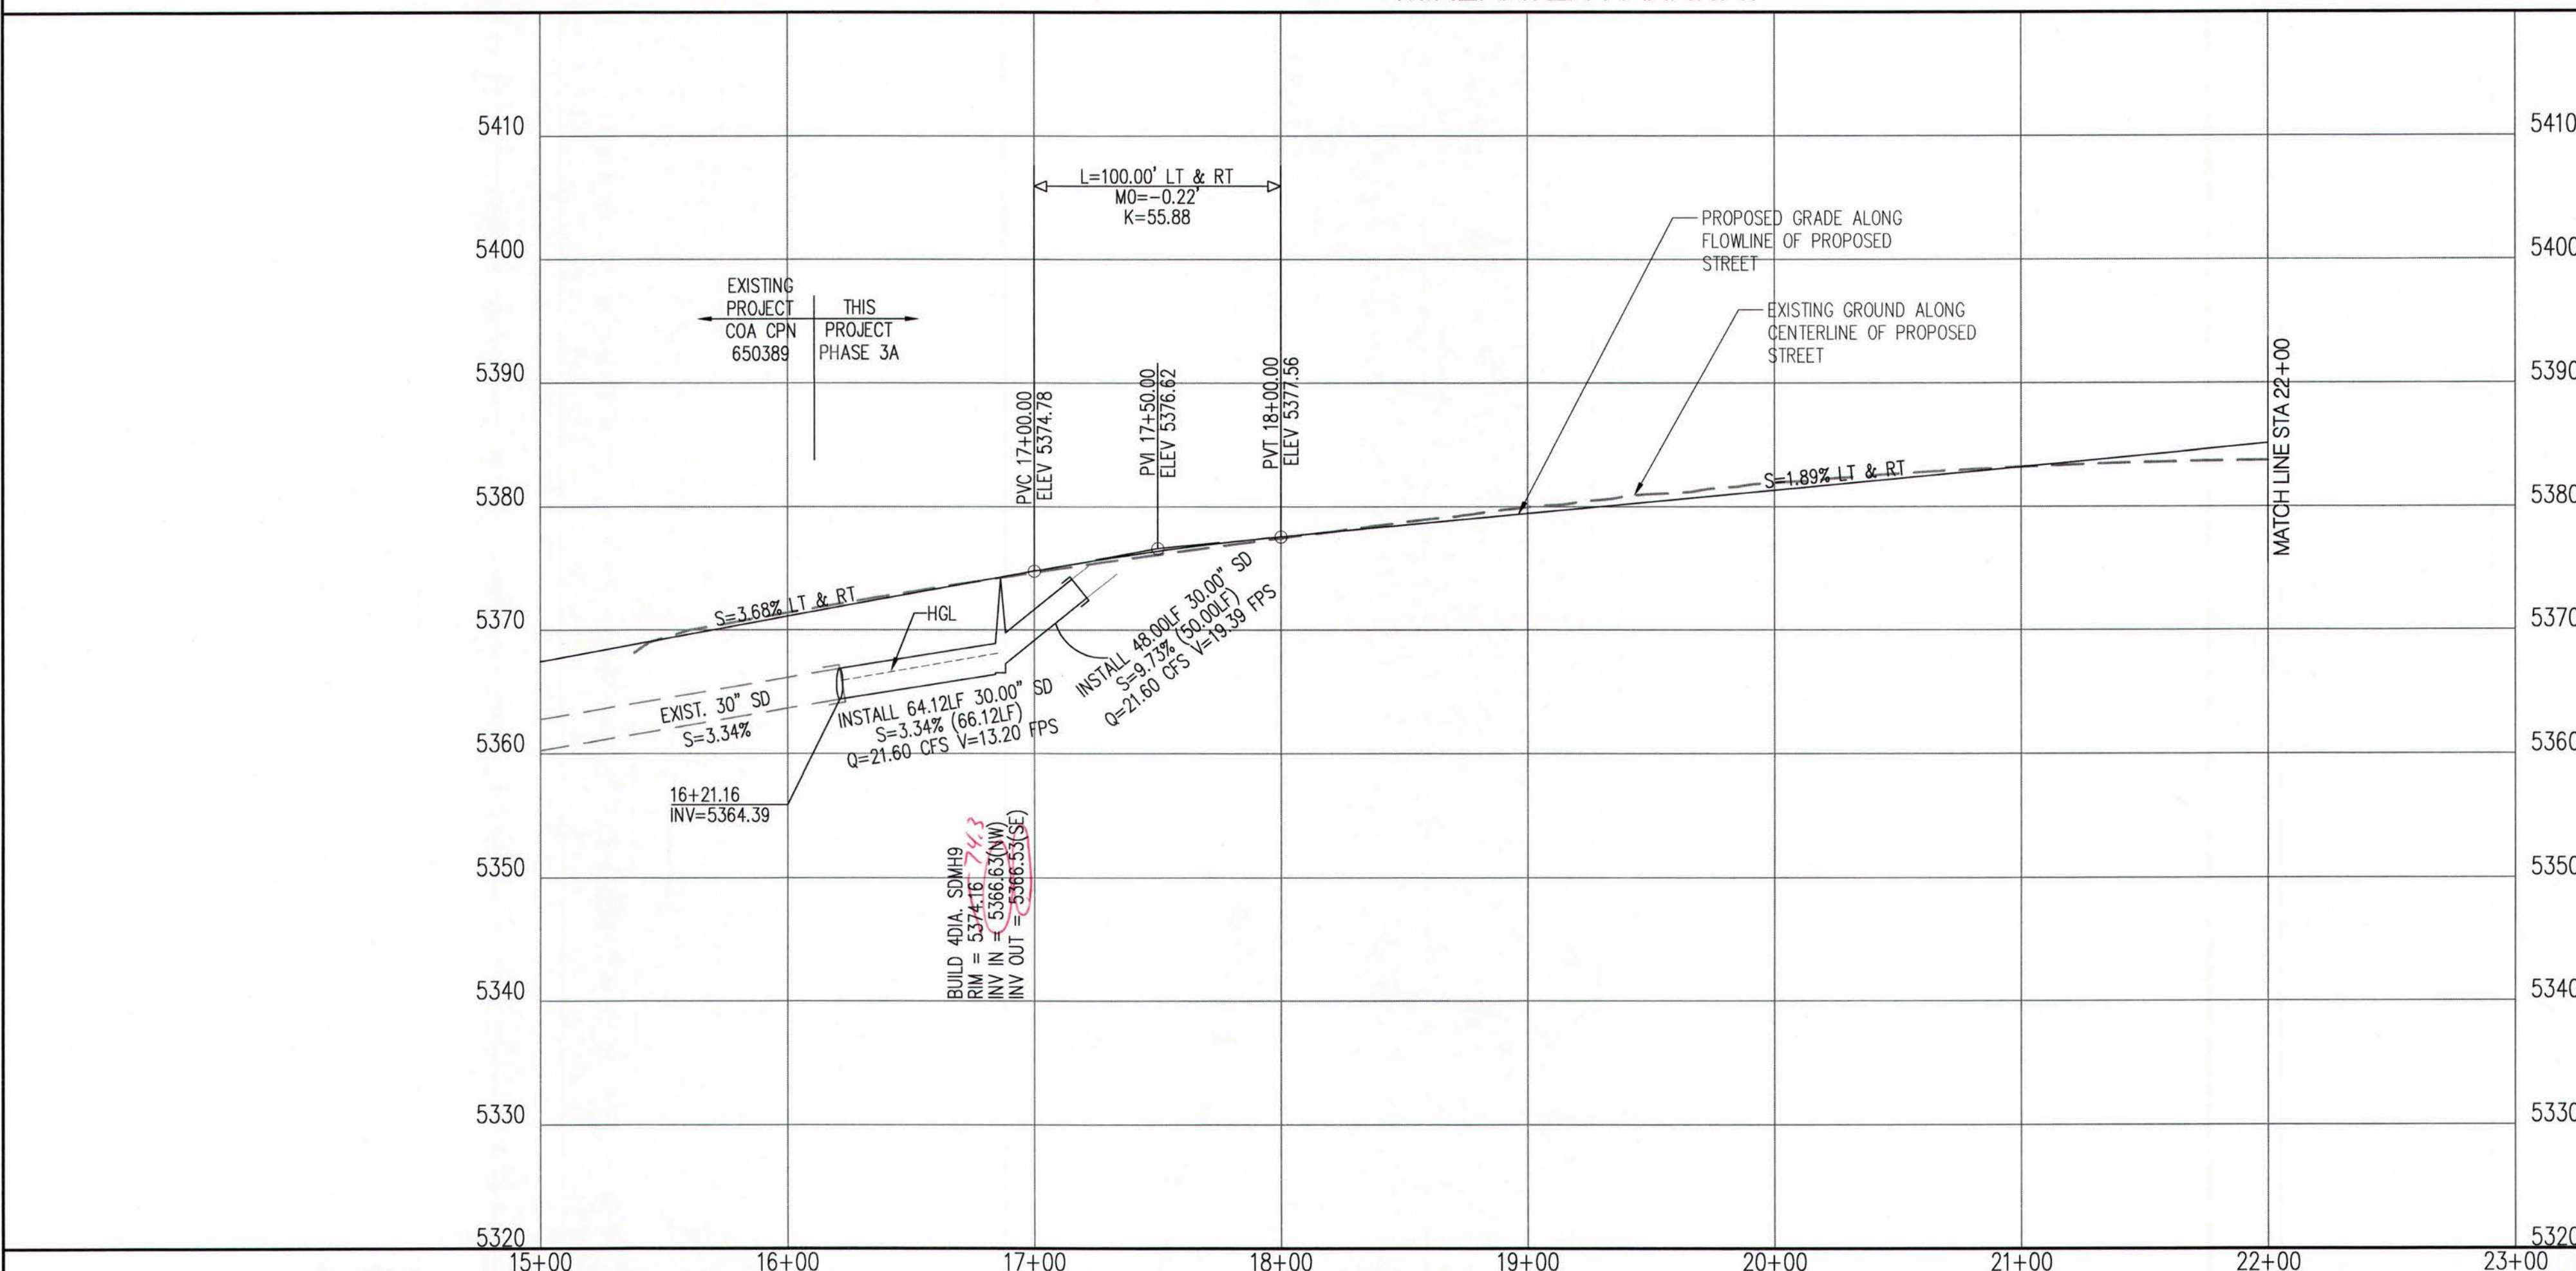 5410
5400
5390
5380
5370
5360
5350
5340
5330
5320
5410
5400
5390
5380
5370
5360
5350
5340
5330
5320
L=100.00' LT & RT
MO=-0.22'
K=55.88
EXISTING
PROJECT
COA CPN
650389
THIS
PROJECT
PHASE 3A
PROPOSED GRADE ALONG
FLOWLINE OF PROPOSED
STREET
EXISTING GROUND ALONG
CENTERLINE OF PROPOSED
STREET
PVC 17+00.00
ELEV 5374.78
PVI 17+50.00
ELEV 5376.62
PVT 18+00.00
ELEV 5377.56
MATCH LINE STA 22+00
S=3.68% LT & RT
S=1.89% LT & RT
HGL
EXIST. 30" SD
S=3.34%
INSTALL 64.12LF 30.00" SD
S=3.34% (66.12LF)
Q=21.60 CFS V=13.20 FPS
INSTALL 48.00LF 30.00" SD
S=9.73% (50.00LF)
Q=21.60 CFS V=19.39 FPS
16+21.16
INV=5364.39
BUILD 4DIA. SDMH9
RIM = 5374.16 74.3
INV IN = 5366.63(NW)
INV OUT = 5366.53(SE)
15+00
16+00
17+00
18+00
19+00
20+00
21+00
22+00
23+00